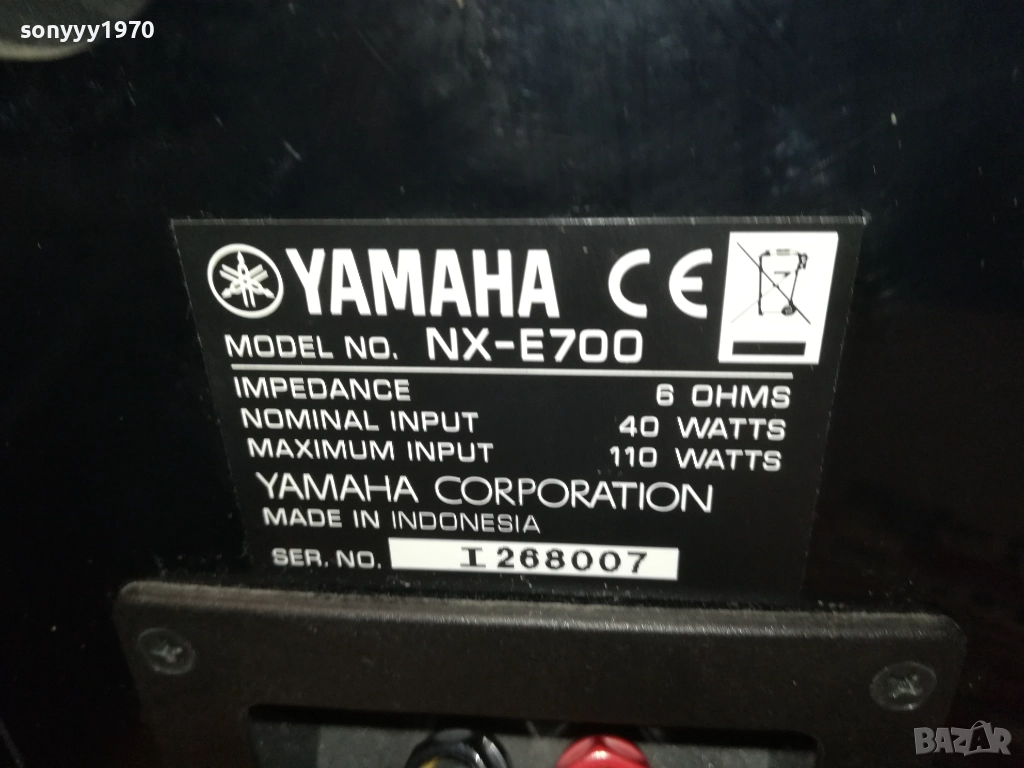 sonyyy1970
YAMAHA CE
MODEL NO. NX-E700
IMPEDANCE 6 OHMS
NOMINAL INPUT 40 WATTS
MAXIMUM INPUT 110 WATTS
YAMAHA CORPORATION
MADE IN INDONESIA
SER. NO. I 268007
BAZAR